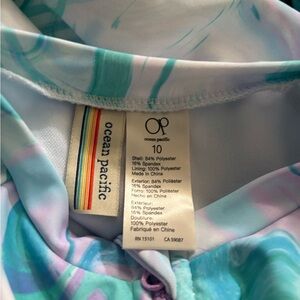 ocean pacific
OP
ocean pacific
10
Shell: 84% Polyester
16% Spandex
Lining: 100% Polyester
Made in China
Exterior: 84% Poliéster
16% Spandex
Forro: 100% Poliéster
Hecho en China
Exterieur:
84% Polyester
16% Spandex
Doublure:
100% Polyester
Fabriqué en Chine
RN 15101 CA 59087